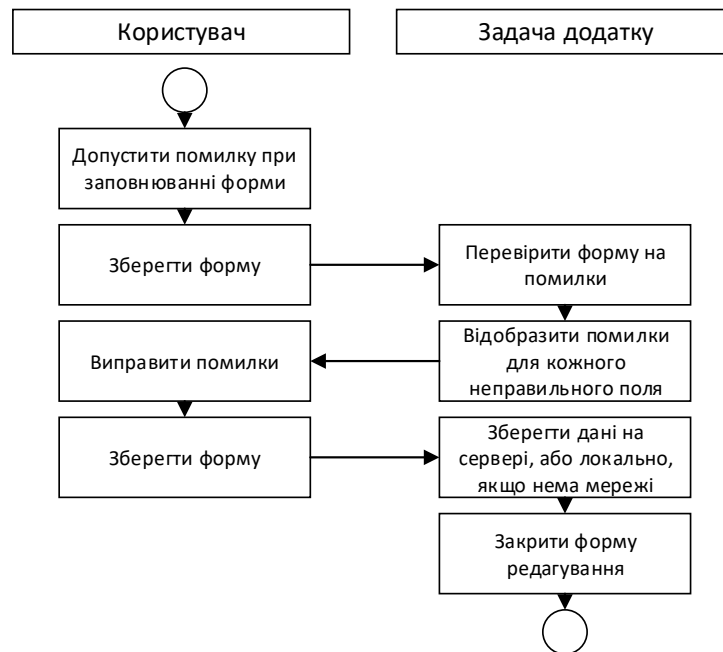 Користувач
Задача додатку
Допустити помилку при
заповнюванні форми
Зберегти форму
Перевірити форму на
помилки
Виправити помилки
Відобразити помилки
для кожного
неправильного поля
Зберегти форму
Зберегти дані на
сервері, або локально,
якщо нема мережі
Закрити форму
редагування